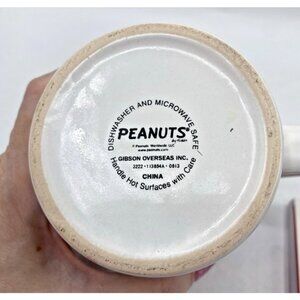 DISHWASHER AND MICROWAVE SAFE
PEANUTS
© Peanuts Worldwide LLC
www.peanuts.com
GIBSON OVERSEAS INC.
CHINA
Handle Hot Surfaces with Care